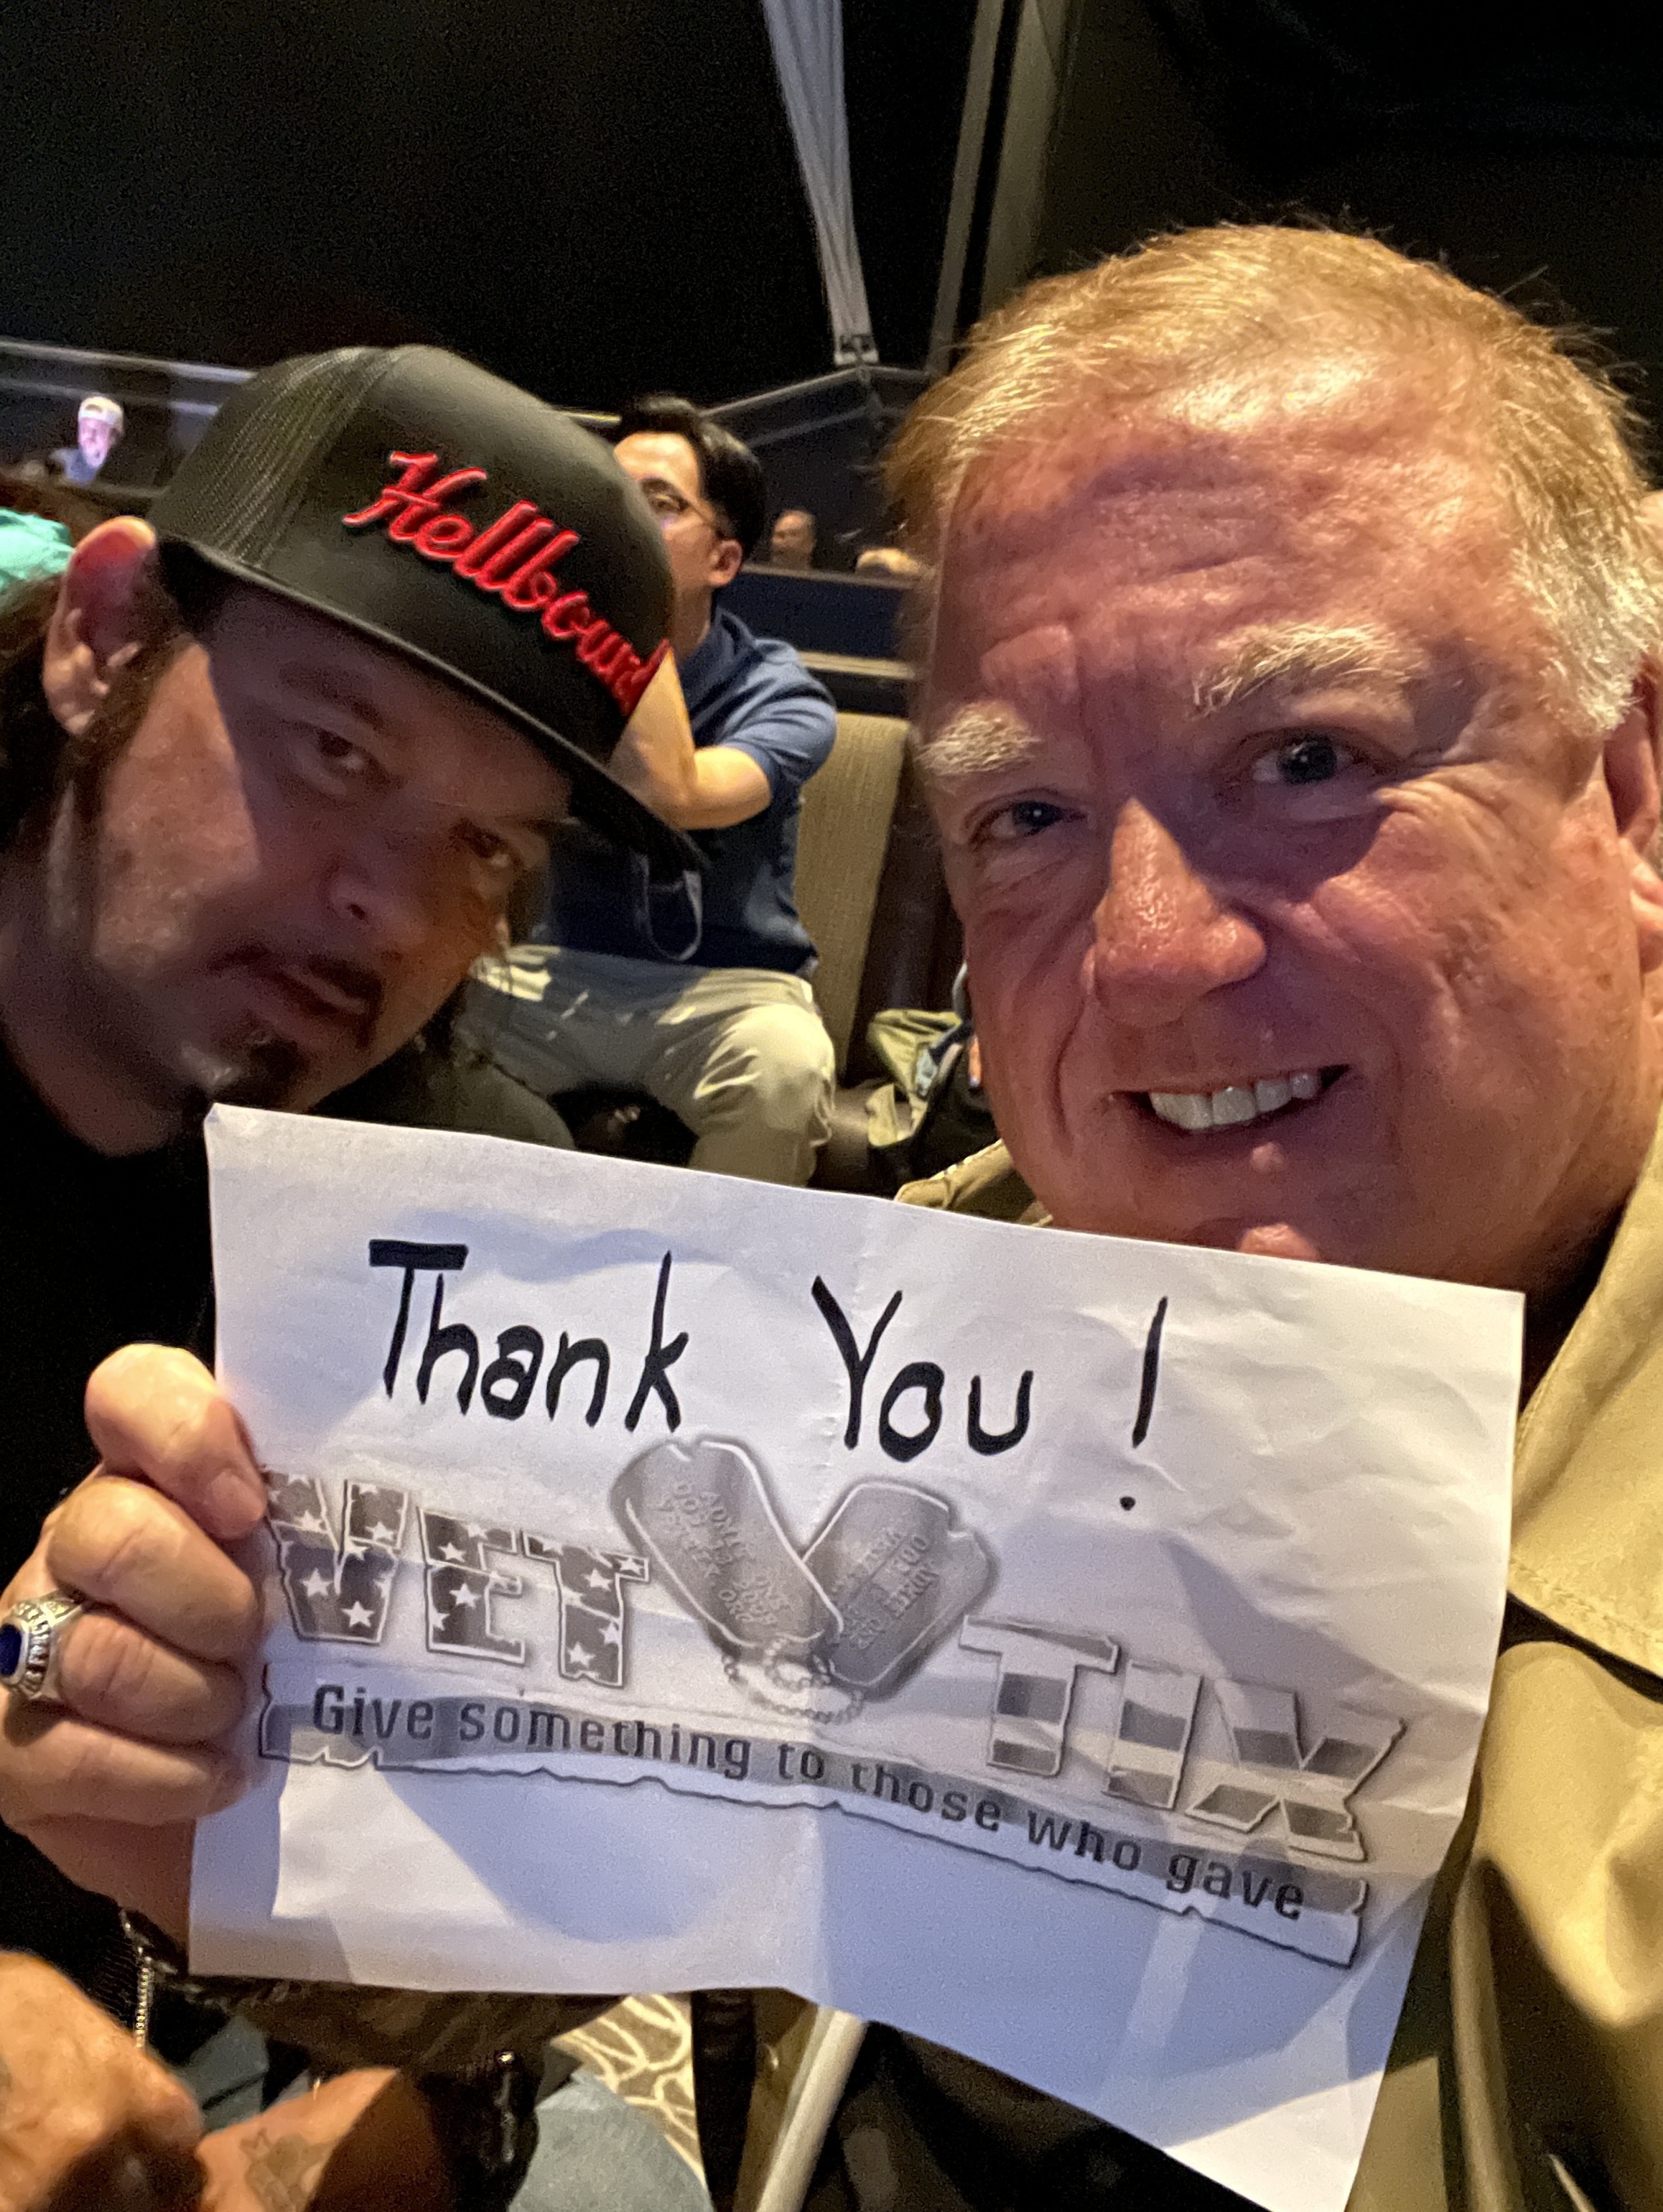 Hellbound
Thank You !
VET TIX
Give something to those who gave